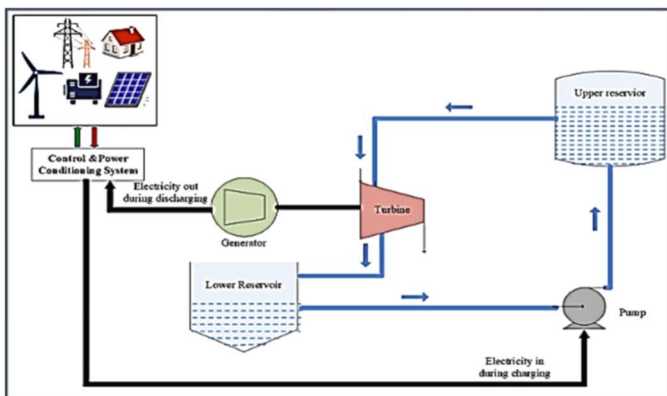 Upper reservior
Control &Power
Conditioning System
Electricity out
during discharging
Turbine
Generator
Lower Reservoir
Pump
Electricity in
during charging